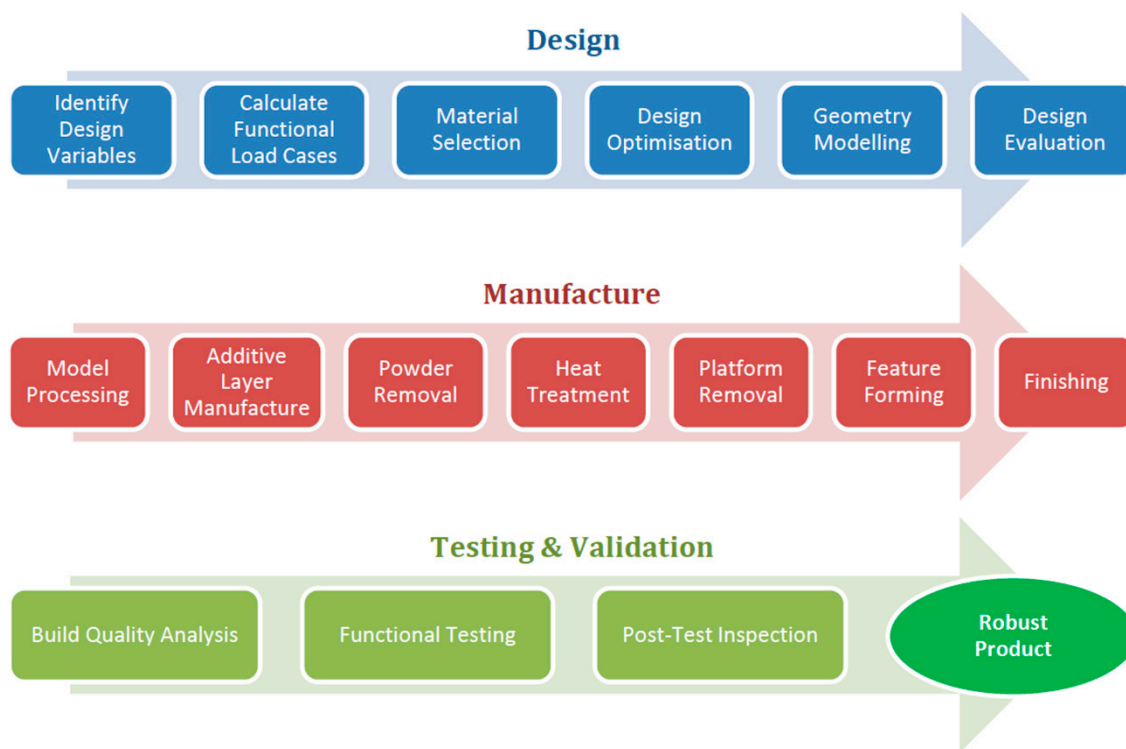 Design
Identify
Design
Variables
Calculate
Functional
Load Cases
Material
Selection
Design
Optimisation
Geometry
Modelling
Design
Evaluation
Manufacture
Model
Processing
Additive
Layer
Manufacture
Powder
Removal
Heat
Treatment
Platform
Removal
Feature
Forming
Finishing
Testing & Validation
Build Quality Analysis
Functional Testing
Post-Test Inspection
Robust
Product